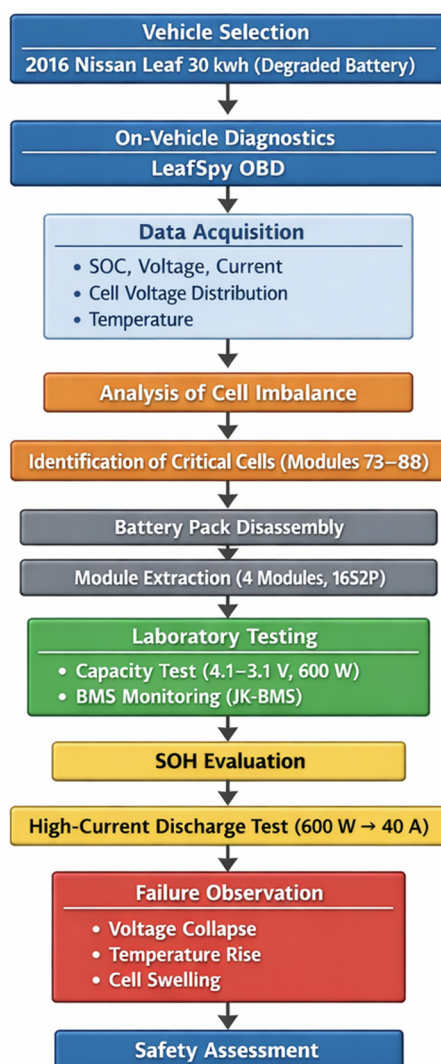 Vehicle Selection
2016 Nissan Leaf 30 kwh (Degraded Battery)
On-Vehicle Diagnostics
LeafSpy OBD
Data Acquisition
• SOC, Voltage, Current
• Cell Voltage Distribution
• Temperature
Analysis of Cell Imbalance
Identification of Critical Cells (Modules 73–88)
Battery Pack Disassembly
Module Extraction (4 Modules, 16S2P)
Laboratory Testing
• Capacity Test (4.1–3.1 V, 600 W)
• BMS Monitoring (JK-BMS)
SOH Evaluation
High-Current Discharge Test (600 W → 40 A)
Failure Observation
• Voltage Collapse
• Temperature Rise
• Cell Swelling
Safety Assessment